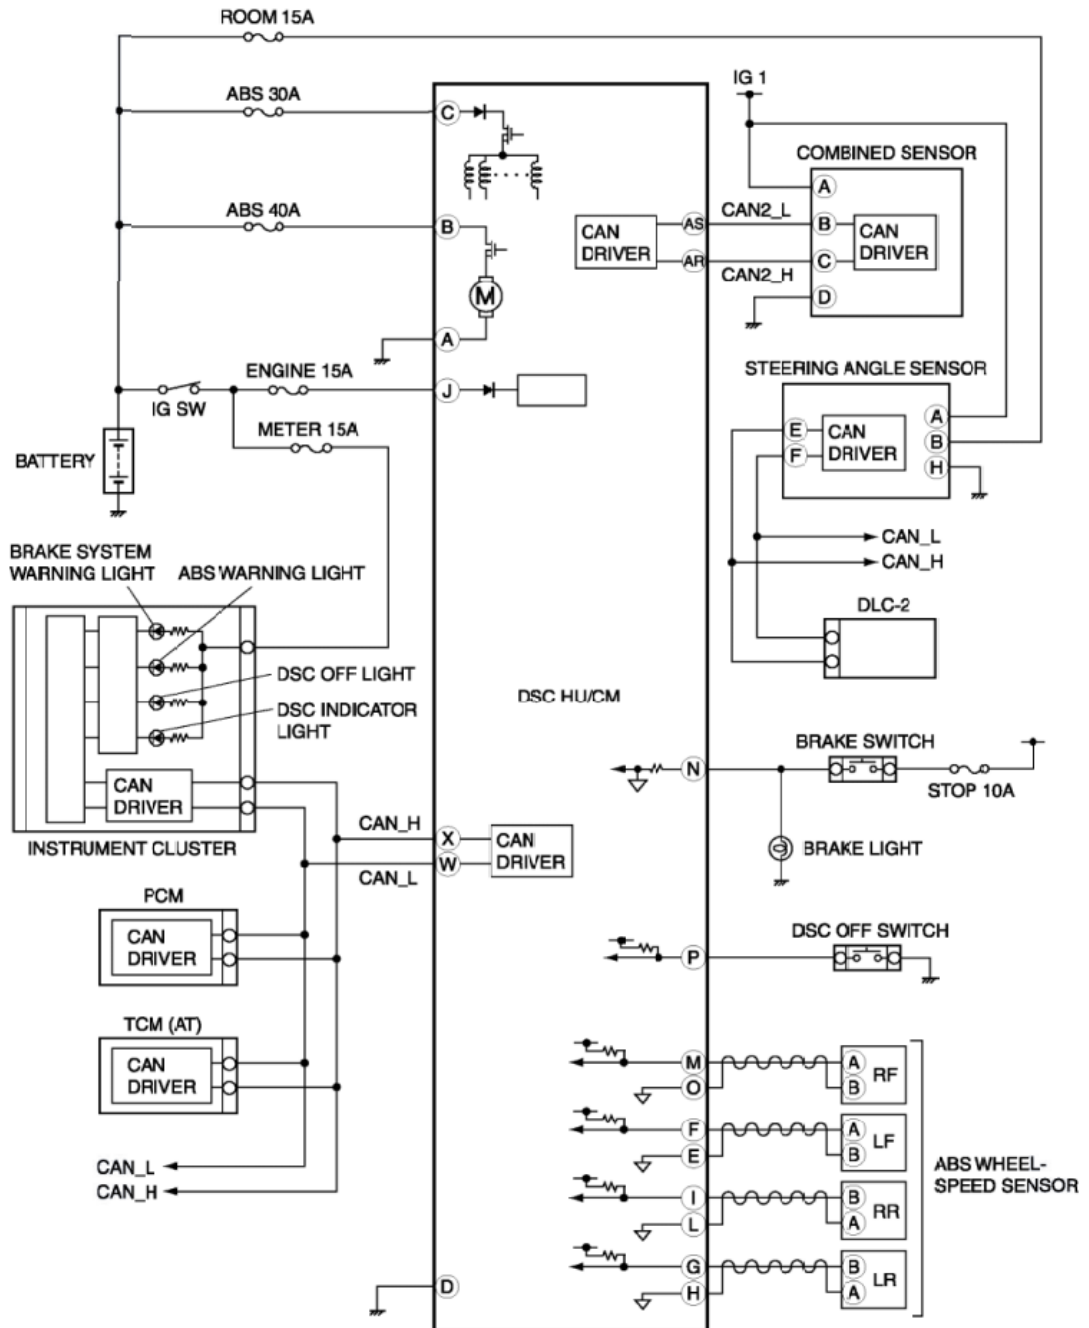 ROOM 15A
ABS 30A
C
IG 1
COMBINED SENSOR
A
ABS 40A
B
CAN
DRIVER
AS
CAN2_L
B
CAN
DRIVER
AR
CAN2_H
C
D
M
A
STEERING ANGLE SENSOR
ENGINE 15A
J
IG SW
METER 15A
BATTERY
E
F
CAN
DRIVER
A
B
H
CAN_L
CAN_H
DLC-2
BRAKE SYSTEM
WARNING LIGHT
ABS WARNING LIGHT
DSC OFF LIGHT
DSC INDICATOR
LIGHT
CAN
DRIVER
INSTRUMENT CLUSTER
DSC HU/CM
N
BRAKE SWITCH
STOP 10A
BRAKE LIGHT
CAN_H
X
W
CAN
DRIVER
CAN_L
PCM
CAN
DRIVER
TCM (AT)
CAN
DRIVER
CAN_L
CAN_H
D
P
DSC OFF SWITCH
M
O
A
B
RF
F
E
A
B
LF
I
L
B
A
RR
G
H
B
A
LR
ABS WHEEL-
SPEED SENSOR